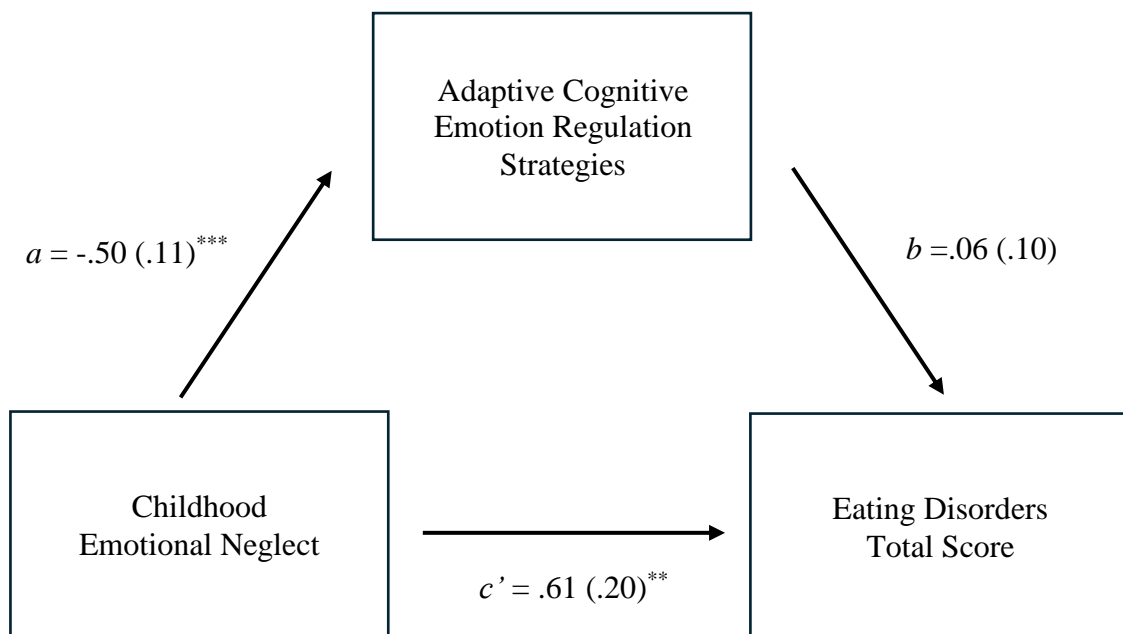 Adaptive Cognitive
Emotion Regulation
Strategies
a = -.50 (.11)***
b =.06 (.10)
Childhood
Emotional Neglect
Eating Disorders
Total Score
c’ = .61 (.20)**